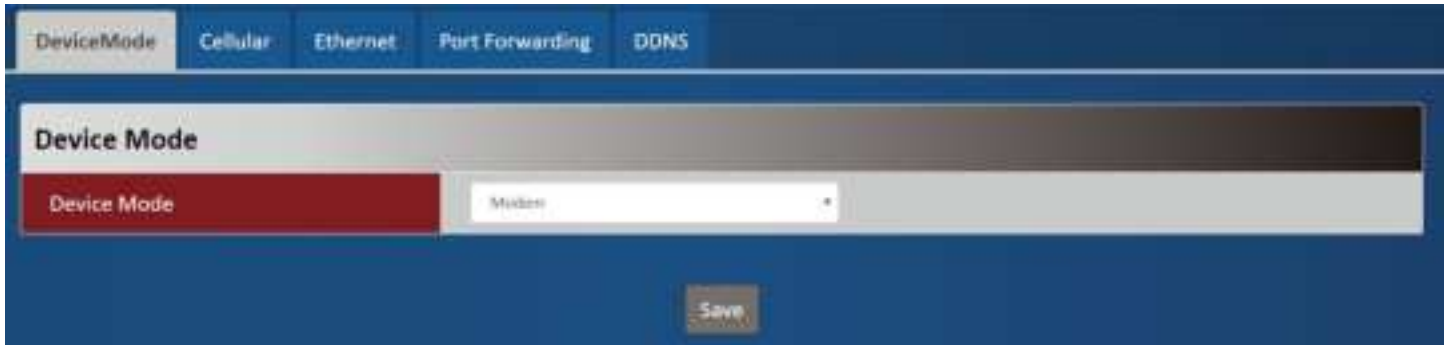 DeviceMode Cellular Ethernet Port Forwarding DDNS
Device Mode
Device Mode Modem
Save